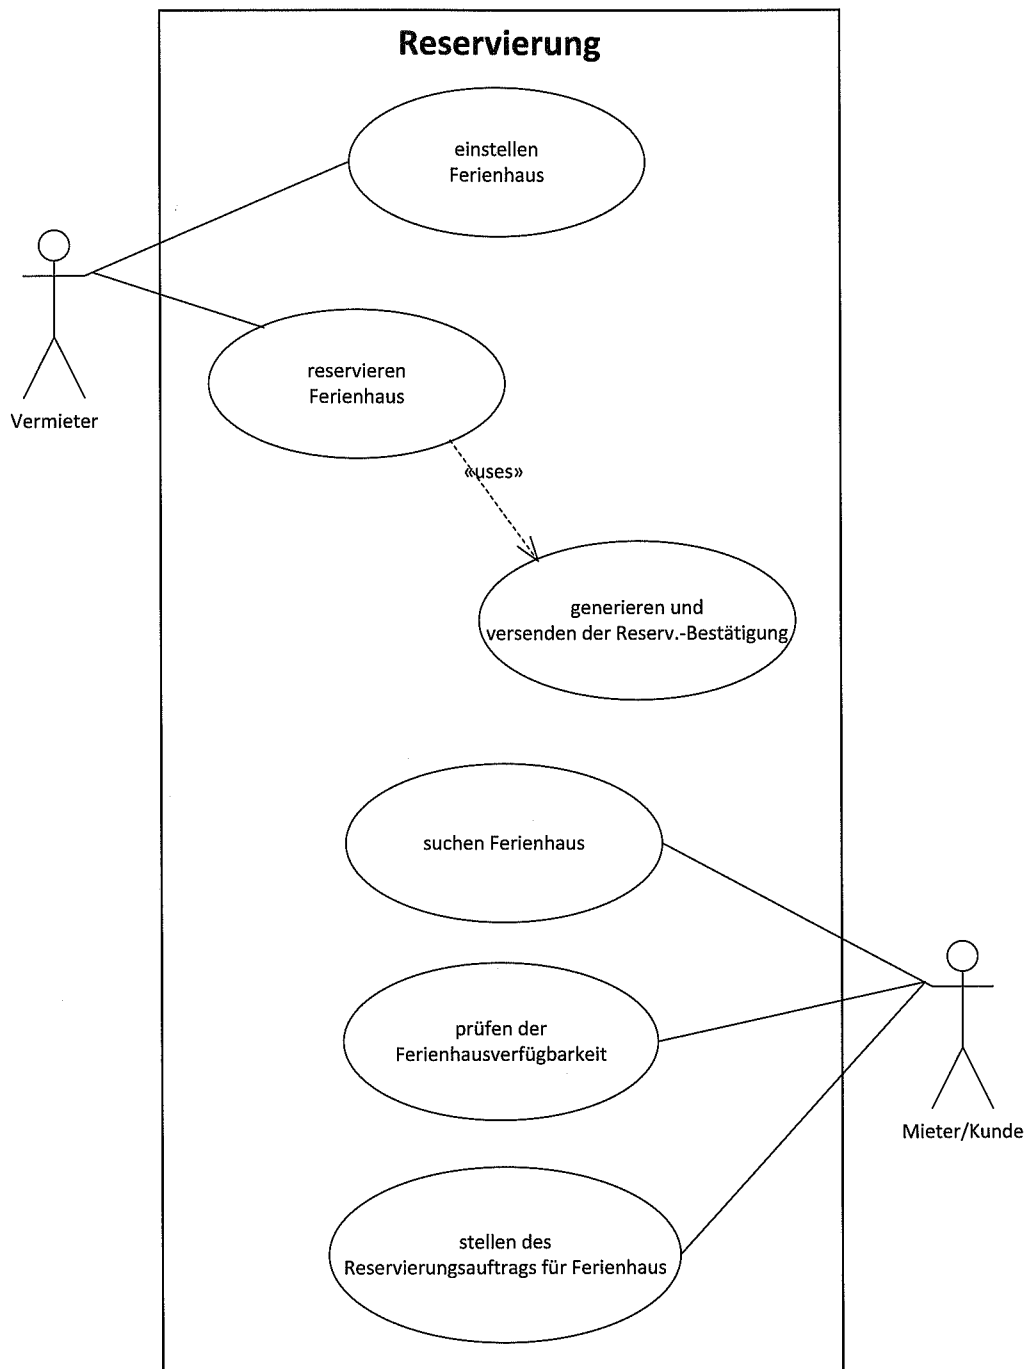 Reservierung
einstellen
Ferienhaus
Vermieter
reservieren
Ferienhaus
«uses»
generieren und
versenden der Reserv.-Bestätigung
suchen Ferienhaus
prüfen der
Ferienhausverfügbarkeit
Mieter/Kunde
stellen des
Reservierungsauftrags für Ferienhaus